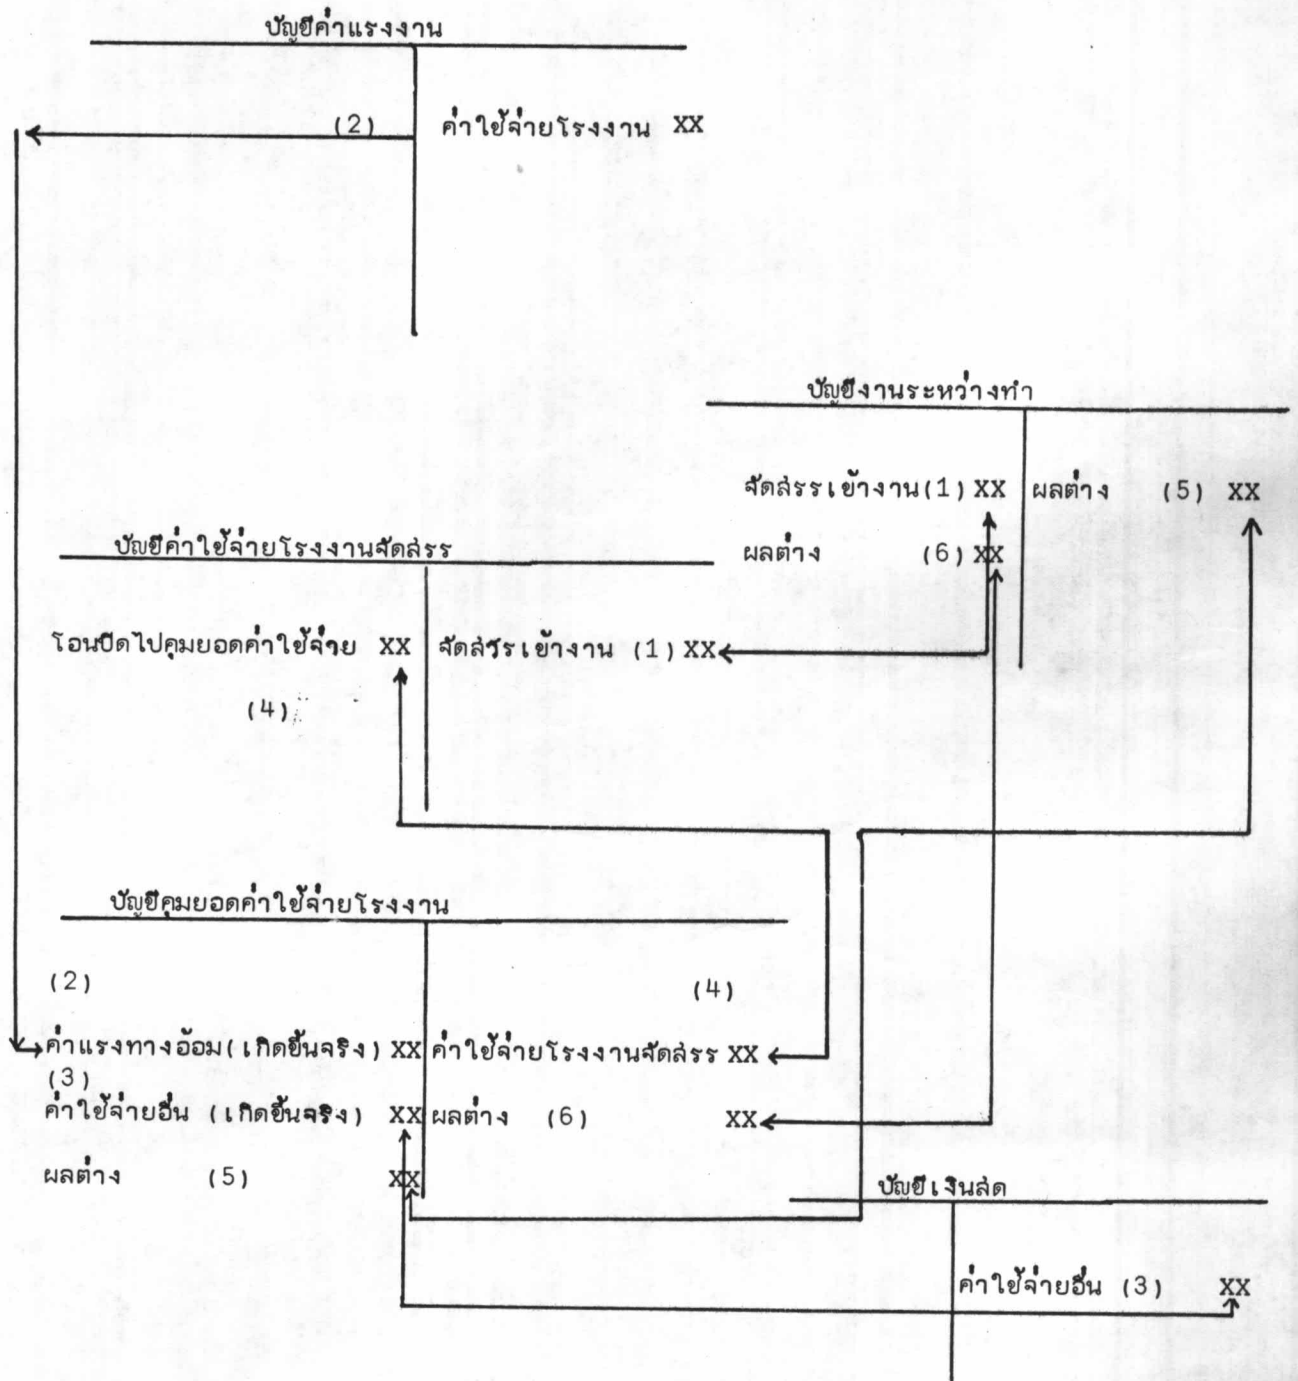 บัญชีค่าแรงงาน
(2) ค่าใช้จ่ายโรงงาน XX
บัญชีงานระหว่างทำ
จัดสรรเข้างาน(1) XX ผลต่าง (5) XX
ผลต่าง (6) XX
บัญชีค่าใช้จ่ายโรงงานจัดสรร
โอนปิดไปคุมยอดค่าใช้จ่าย XX จัดสรรเข้างาน (1) XX
(4)
บัญชีคุมยอดค่าใช้จ่ายโรงงาน
(2) (4)
ค่าแรงทางอ้อม(เกิดขึ้นจริง) XX ค่าใช้จ่ายโรงงานจัดสรร XX
(3)
ค่าใช้จ่ายอื่น (เกิดขึ้นจริง) XX ผลต่าง (6) XX
ผลต่าง (5) XX
บัญชีเงินสด
ค่าใช้จ่ายอื่น (3) XX